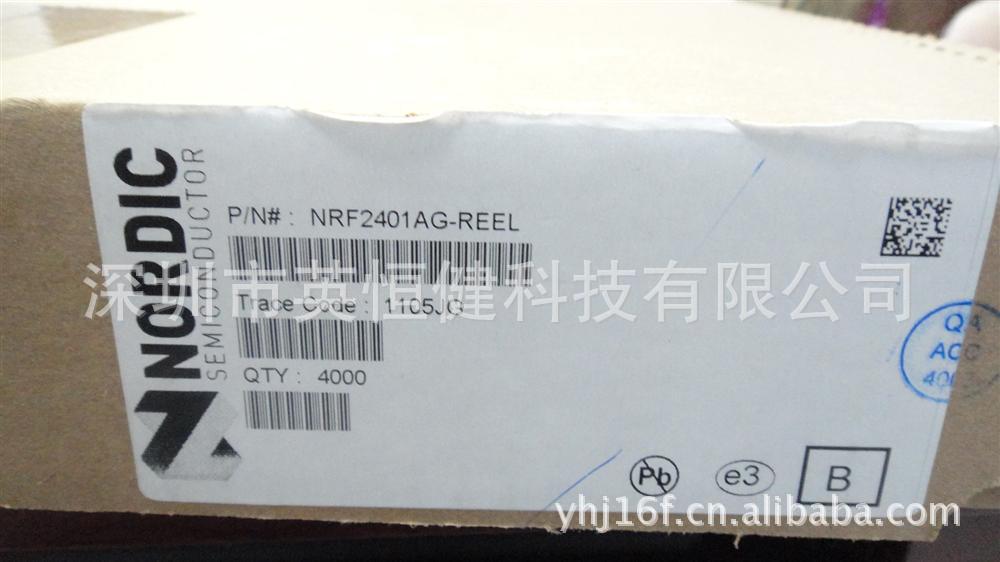 NORDIC
SEMICONDUCTOR
P/N# : NRF2401AG-REEL
深圳市英恒健科技有限公司
Trace Code : 1105JG
QTY : 4000
QA
ACC
Pb
e3
B
yhj16f.cn.alibaba.com